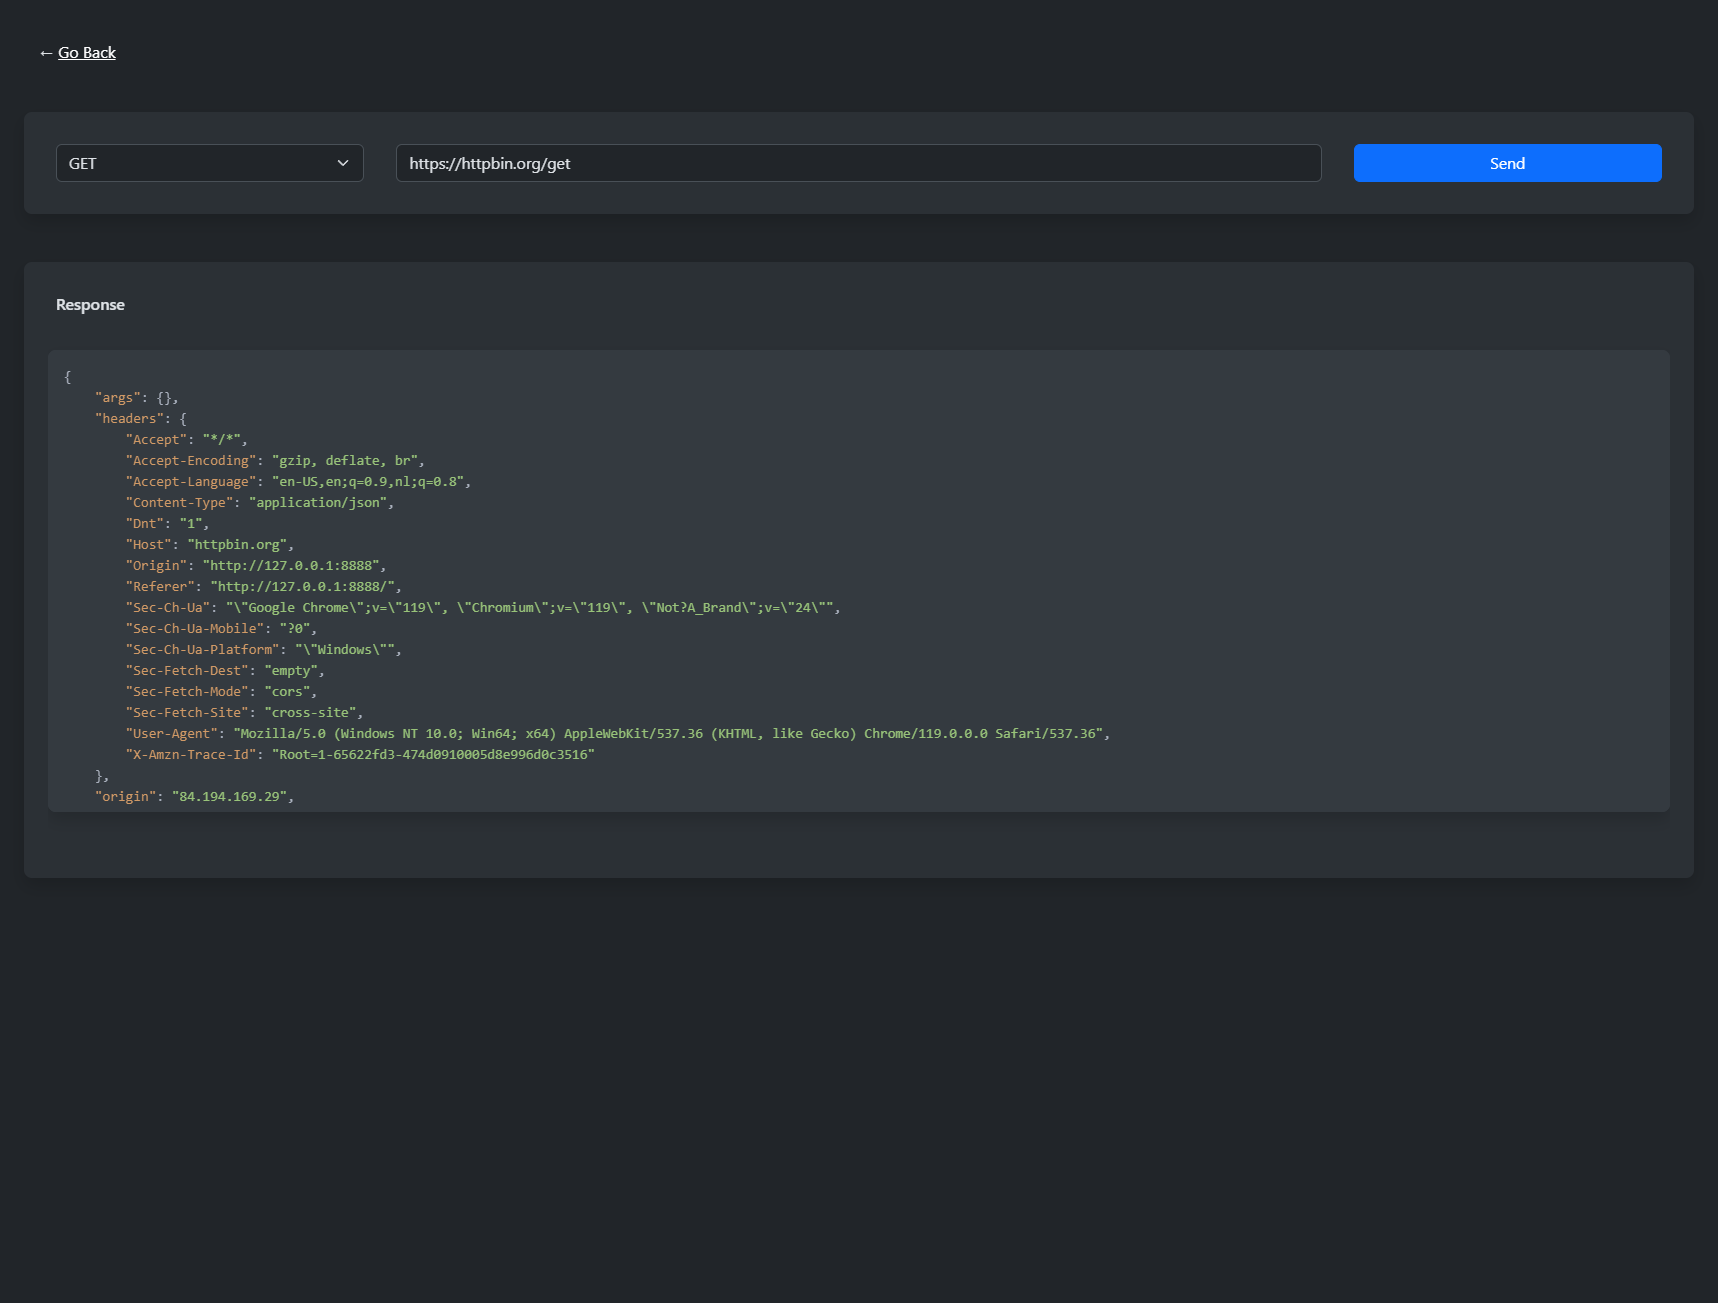 ← Go Back
GET
https://httpbin.org/get
Send
Response
{
    "args": {},
    "headers": {
        "Accept": "*/*",
        "Accept-Encoding": "gzip, deflate, br",
        "Accept-Language": "en-US,en;q=0.9,nl;q=0.8",
        "Content-Type": "application/json",
        "Dnt": "1",
        "Host": "httpbin.org",
        "Origin": "http://127.0.0.1:8888",
        "Referer": "http://127.0.0.1:8888/",
        "Sec-Ch-Ua": "\"Google Chrome\";v=\"119\", \"Chromium\";v=\"119\", \"Not?A_Brand\";v=\"24\"",
        "Sec-Ch-Ua-Mobile": "?0",
        "Sec-Ch-Ua-Platform": "\"Windows\"",
        "Sec-Fetch-Dest": "empty",
        "Sec-Fetch-Mode": "cors",
        "Sec-Fetch-Site": "cross-site",
        "User-Agent": "Mozilla/5.0 (Windows NT 10.0; Win64; x64) AppleWebKit/537.36 (KHTML, like Gecko) Chrome/119.0.0.0 Safari/537.36",
        "X-Amzn-Trace-Id": "Root=1-65622fd3-474d0910005d8e996d0c3516"
    },
    "origin": "84.194.169.29",